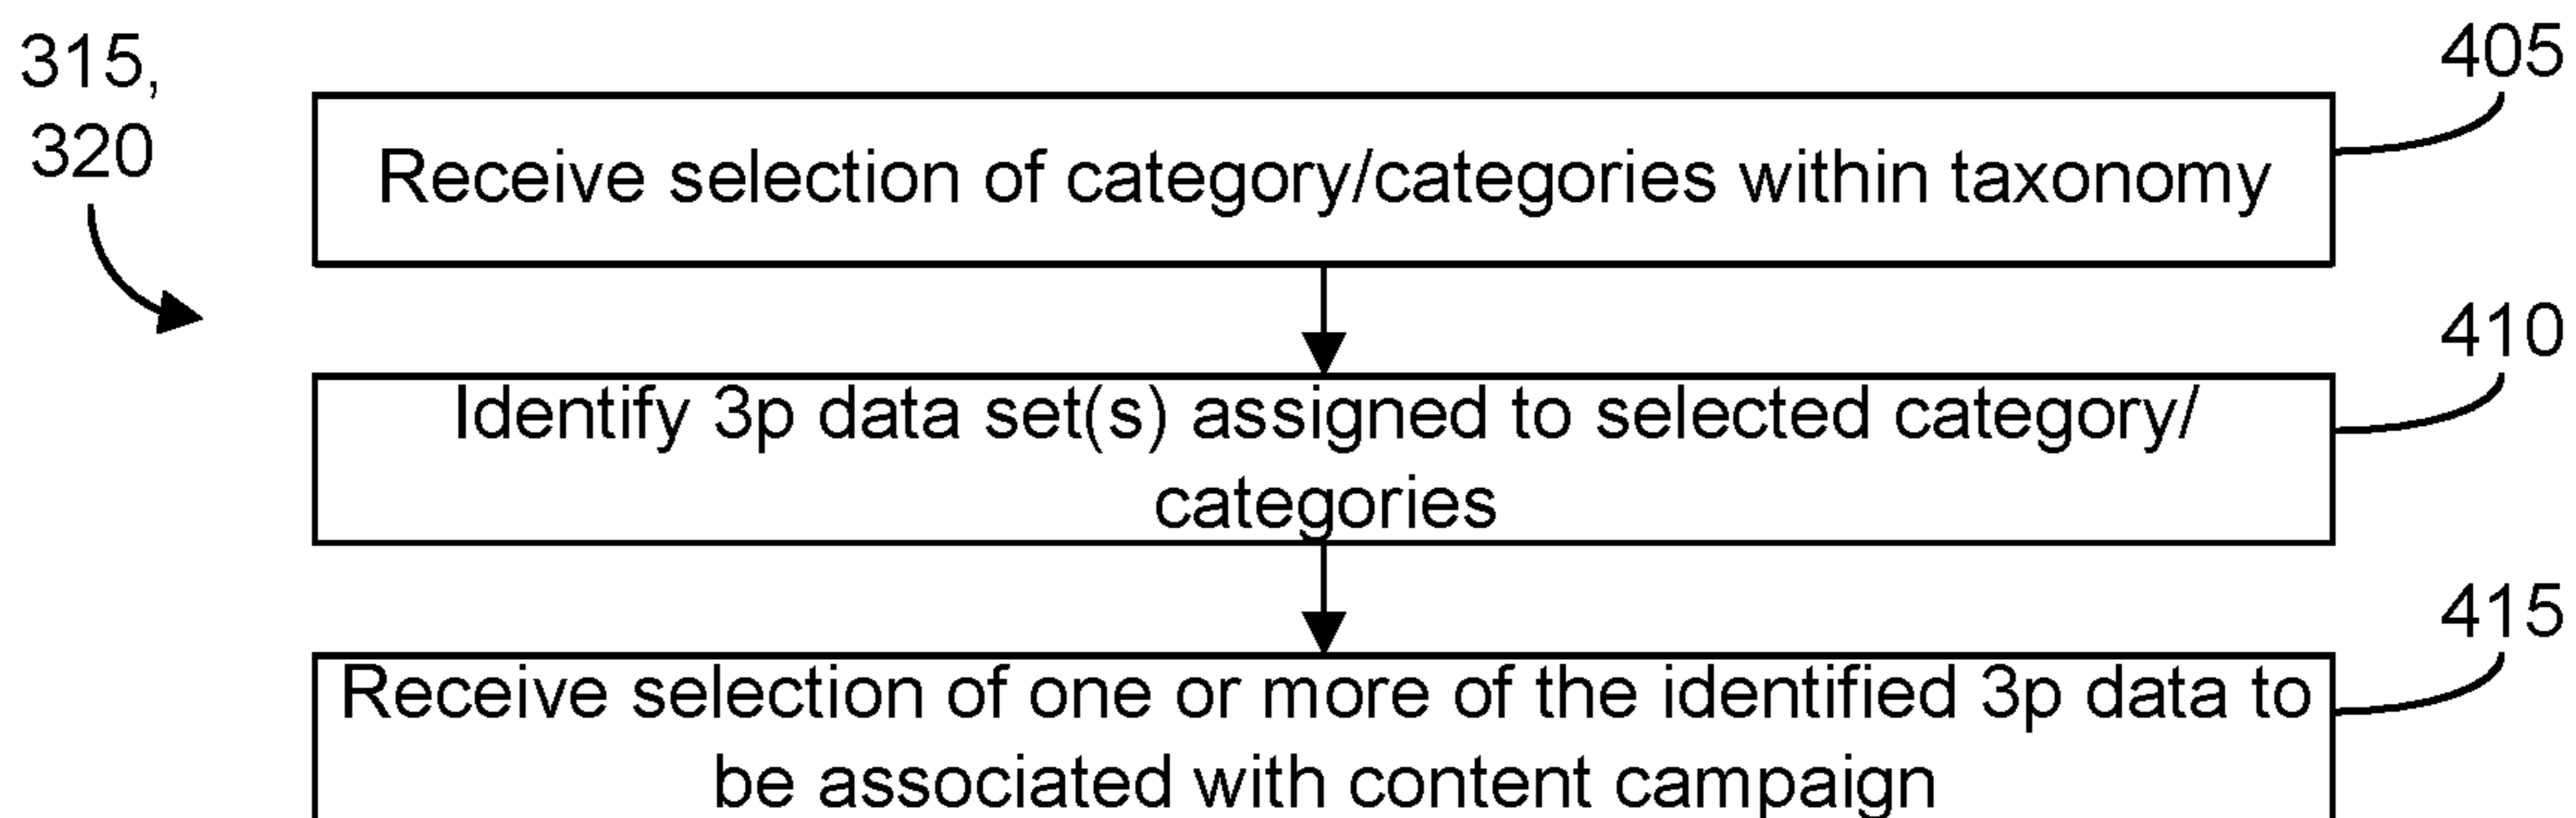 315,
320
405
Receive selection of category/categories within taxonomy
410
Identify 3p data set(s) assigned to selected category/
categories
415
Receive selection of one or more of the identified 3p data to
be associated with content campaign